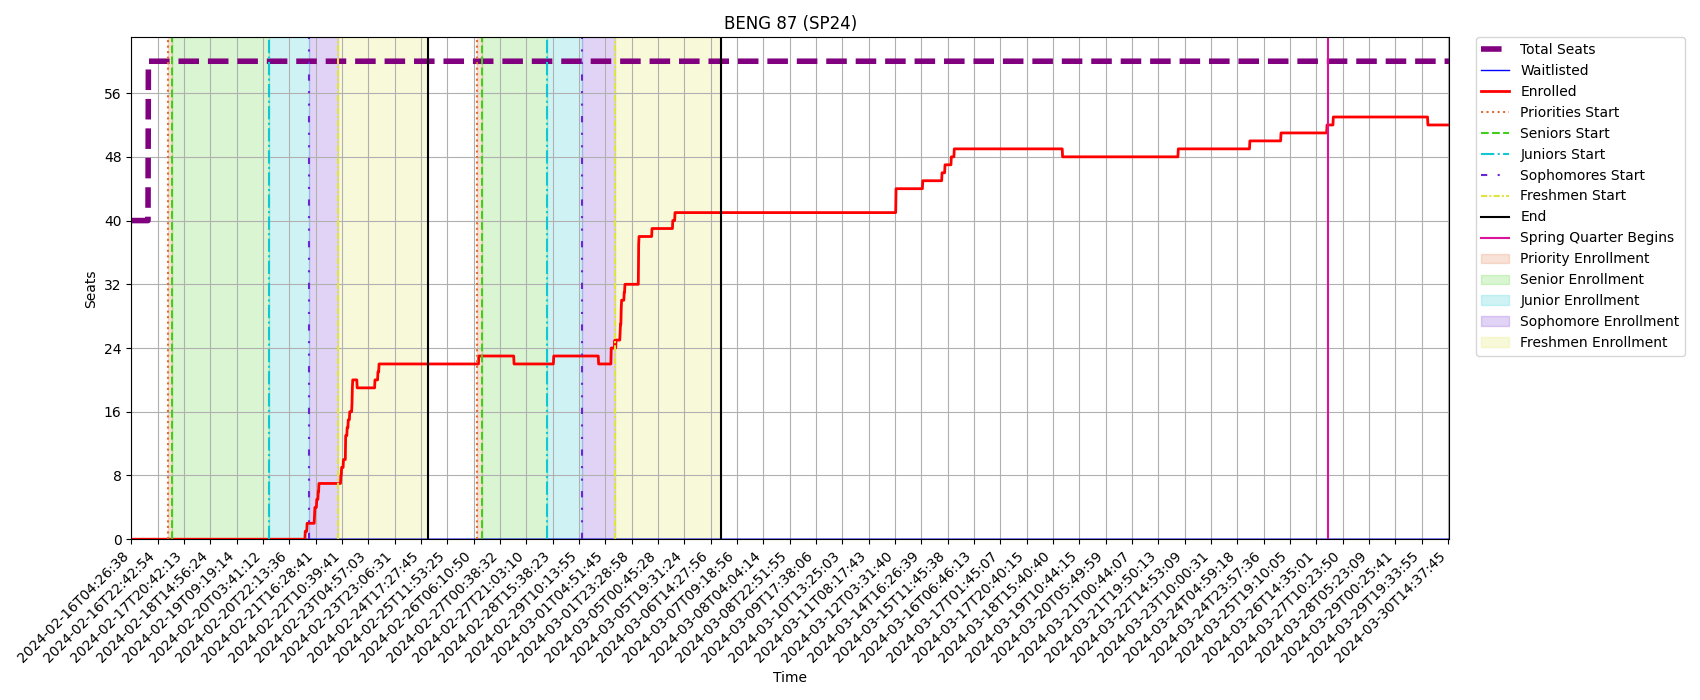 BENG 87 (SP24)
Seats
56
48
40
32
24
16
8
0
2024-02-16T04:26:38
2024-02-16T22:42:54
2024-02-17T20:42:13
2024-02-18T14:56:24
2024-02-19T09:19:14
2024-02-20T03:41:12
2024-02-20T22:13:36
2024-02-21T16:28:41
2024-02-22T10:39:41
2024-02-23T04:57:03
2024-02-23T23:06:31
2024-02-24T17:27:45
2024-02-25T11:53:25
2024-02-26T06:10:50
2024-02-27T00:38:32
2024-02-27T21:03:10
2024-02-28T15:38:23
2024-02-29T10:13:55
2024-03-01T04:51:45
2024-03-01T23:28:58
2024-03-05T00:45:28
2024-03-05T19:31:24
2024-03-06T14:27:56
2024-03-07T09:18:56
2024-03-08T04:04:14
2024-03-08T22:51:55
2024-03-09T17:38:06
2024-03-10T13:25:03
2024-03-11T08:17:43
2024-03-12T03:31:40
2024-03-14T16:26:39
2024-03-15T11:45:38
2024-03-16T06:46:13
2024-03-17T01:45:07
2024-03-17T20:40:15
2024-03-18T15:40:40
2024-03-19T10:44:15
2024-03-20T05:49:59
2024-03-21T00:44:07
2024-03-21T19:50:13
2024-03-22T14:53:09
2024-03-23T10:00:31
2024-03-24T04:59:18
2024-03-24T23:57:36
2024-03-25T19:10:05
2024-03-26T14:35:01
2024-03-27T10:23:50
2024-03-28T05:23:09
2024-03-29T00:25:41
2024-03-29T19:33:55
2024-03-30T14:37:45
Time
Total Seats
Waitlisted
Enrolled
Priorities Start
Seniors Start
Juniors Start
Sophomores Start
Freshmen Start
End
Spring Quarter Begins
Priority Enrollment
Senior Enrollment
Junior Enrollment
Sophomore Enrollment
Freshmen Enrollment